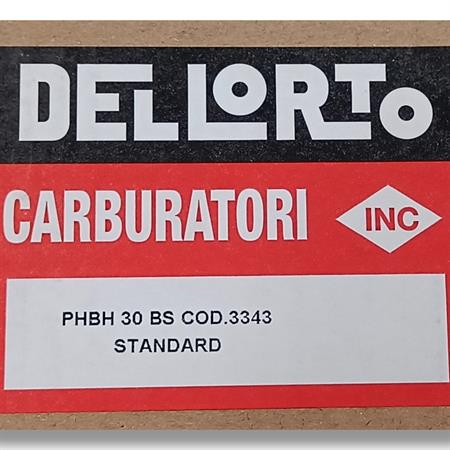 DELLORTO
CARBURATORI INC
PHBH 30 BS COD.3343
STANDARD